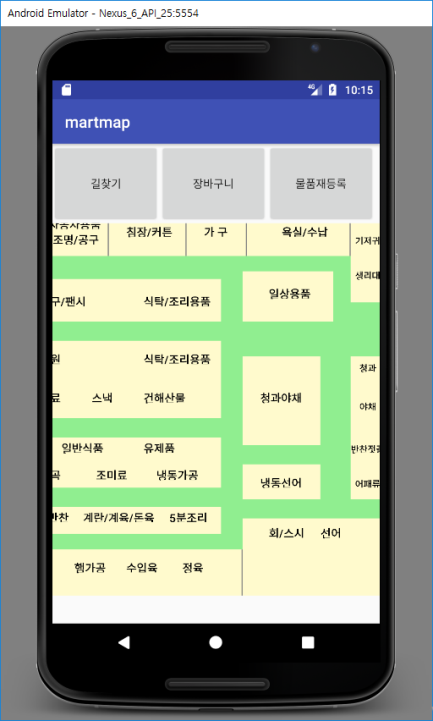 Android Emulator - Nexus_6_API_25:5554
4G 10:15
martmap
길찾기 장바구니 물품재등록
조명/공구 침장/커튼 가 구 욕실/수납 기저귀
생리대
구/팬시 식탁/조리용품 일상용품
원 식탁/조리용품 청과
료 스낵 건해산물 청과야채 야채
일반식품 유제품 반찬젓갈
곡 조미료 냉동가공 냉동선어 어패류
반찬 계란/계육/돈육 5분조리
회/스시 선어
햄가공 수입육 정육